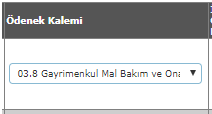 Ödenek Kalemi
03.8 Gayrimenkul Mal Bakım ve Ona